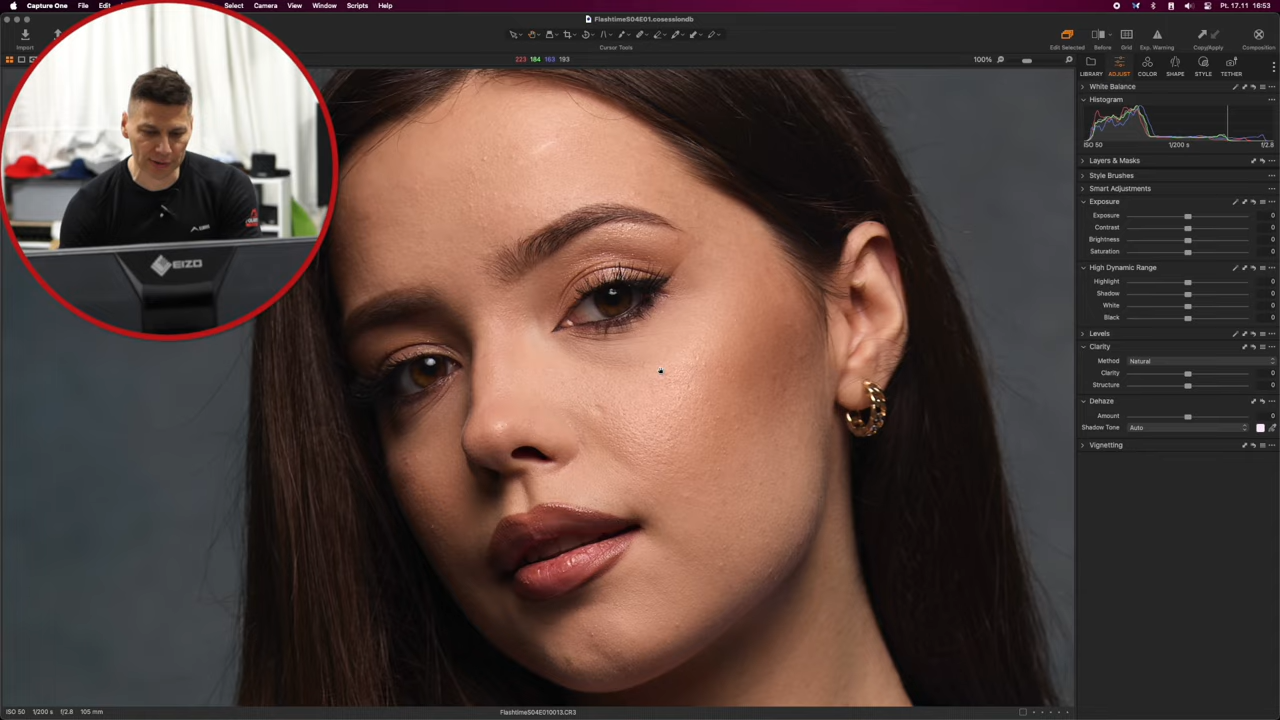 Capture One File Edit Select Camera View Window Scripts Help Pt. 17.11 16:53
FlashtimeS04E01.cosessiondb
Import Cursor Tools Edit Selected Before Grid Exp. Warning Copy/Apply Composition
223 184 163 193 100%
LIBRARY ADJUST COLOR SHAPE STYLE TETHER
White Balance
Histogram
ISO 50 1/200 s f/2.8
Layers & Masks
Style Brushes
Smart Adjustments
Exposure
Exposure 0
Contrast 0
Brightness 0
Saturation 0
High Dynamic Range
Highlight 0
Shadow 0
White 0
Black 0
Levels
Clarity
Method Natural
Clarity 0
Structure 0
Dehaze
Amount 0
Shadow Tone Auto
Vignetting
EIZO
ISO 50 1/200 s f/2.8 105 mm FlashtimeS04E010013.CR3